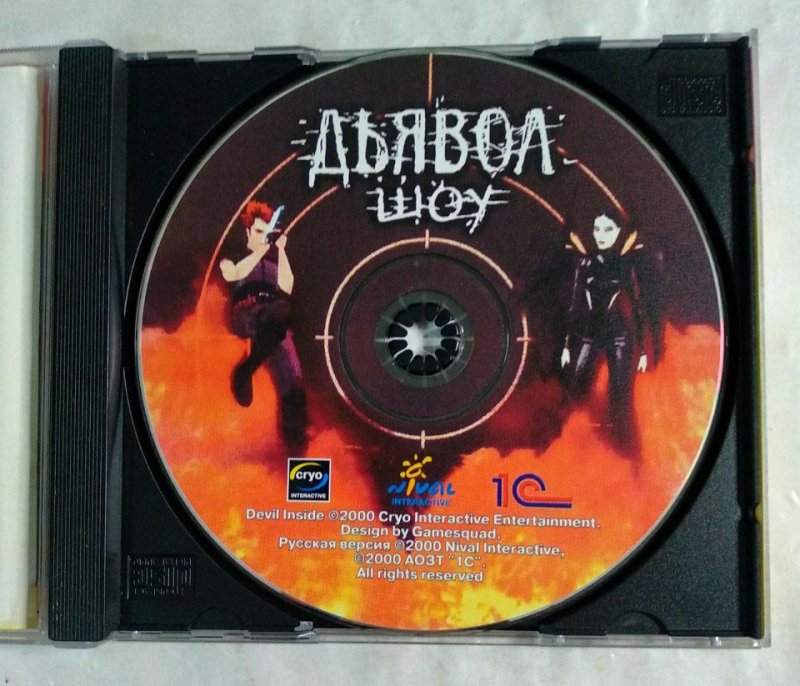 ДЬЯВОЛ
ШОУ
cryo
INTERACTIVE
NIVAL
INTERACTIVE
1C
Devil Inside ©2000 Cryo Interactive Entertainment.
Design by Gamesquad.
Русская версия ©2000 Nival Interactive,
©2000 АОЗТ "1С".
All rights reserved